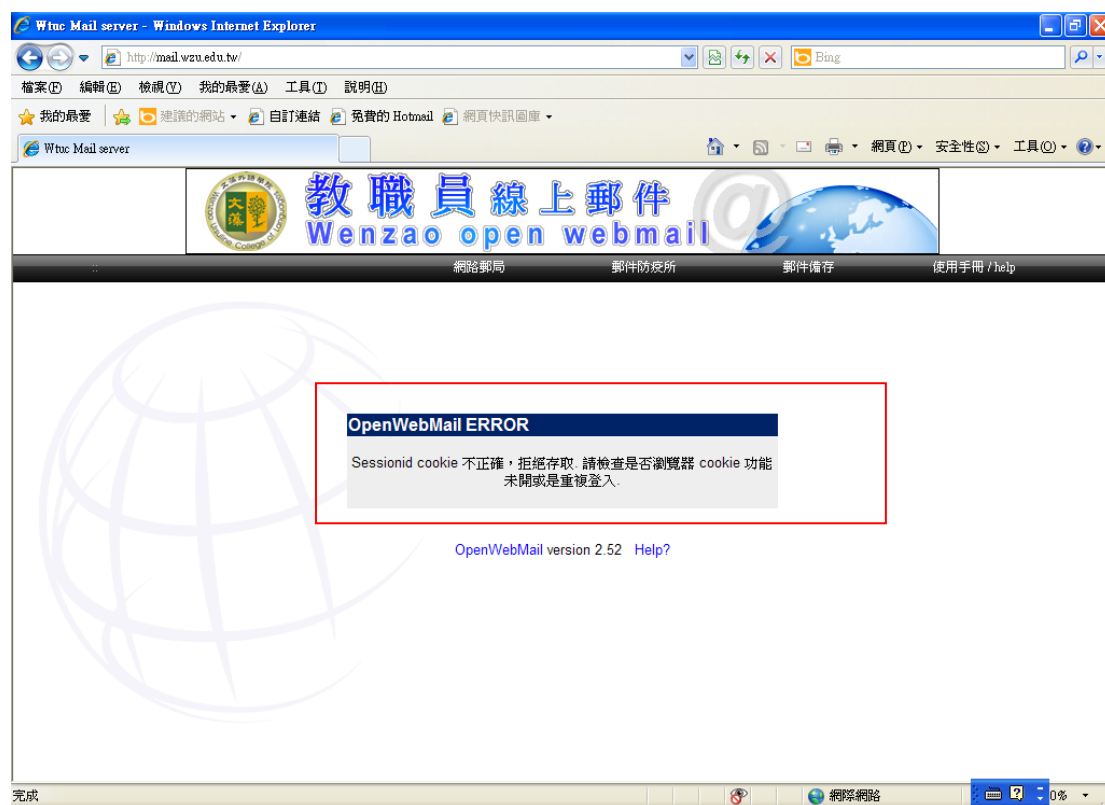 Wtuc Mail server - Windows Internet Explorer
http://mail.wzu.edu.tw/
Bing
檔案(F) 編輯(E) 檢視(V) 我的最愛(A) 工具(T) 說明(H)
我的最愛 建議的網站 自訂連結 免費的 Hotmail 網頁快訊圖庫
Wtuc Mail server
網頁(P) 安全性(S) 工具(O)
文藻
College of
教職員線上郵件
Wenzao open webmail
@
:: 網路郵局 郵件防疫所 郵件備存 使用手冊 / help
OpenWebMail ERROR
Sessionid cookie 不正確，拒絕存取. 請檢查是否瀏覽器 cookie 功能
未開或是重複登入.
OpenWebMail version 2.52 Help?
完成 網際網路 0%